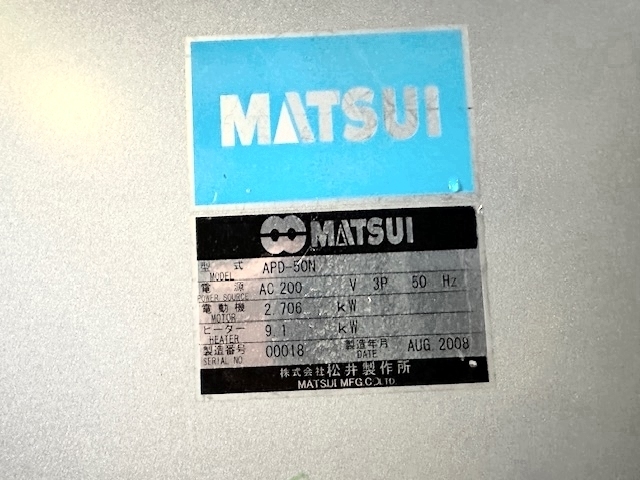 MATSUI
MATSUI
型式 APD-50N
MODEL
電源 AC 200 V 3P 50 Hz
POWER SOURCE
電動機 2.706 kW
MOTOR
ヒーター 9.1 kW
HEATER
製造番号 00018 製造年月 AUG. 2008
SERIAL NO. DATE
株式会社 松井製作所
MATSUI MFG.CO.,LTD.